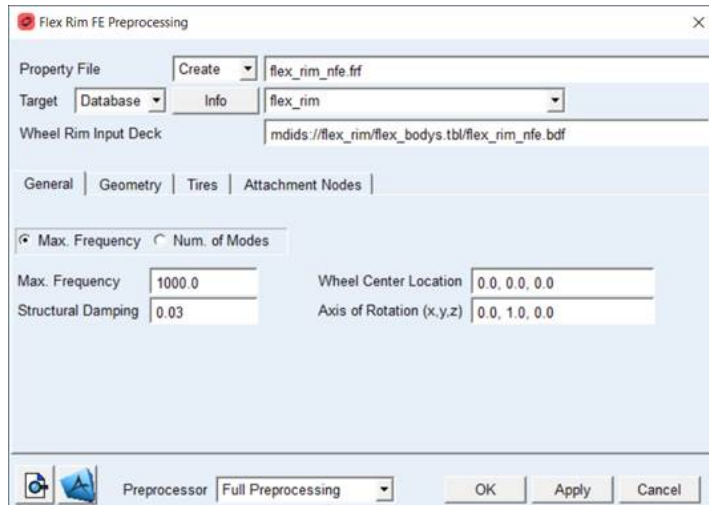 Flex Rim FE Preprocessing
Property File Create flex_rim_nfe.frf
Target Database Info flex_rim
Wheel Rim Input Deck mdids://flex_rim/flex_bodys.tbl/flex_rim_nfe.bdf
General Geometry Tires Attachment Nodes
Max. Frequency Num. of Modes
Max. Frequency 1000.0 Wheel Center Location 0.0, 0.0, 0.0
Structural Damping 0.03 Axis of Rotation (x,y,z) 0.0, 1.0, 0.0
Preprocessor Full Preprocessing OK Apply Cancel